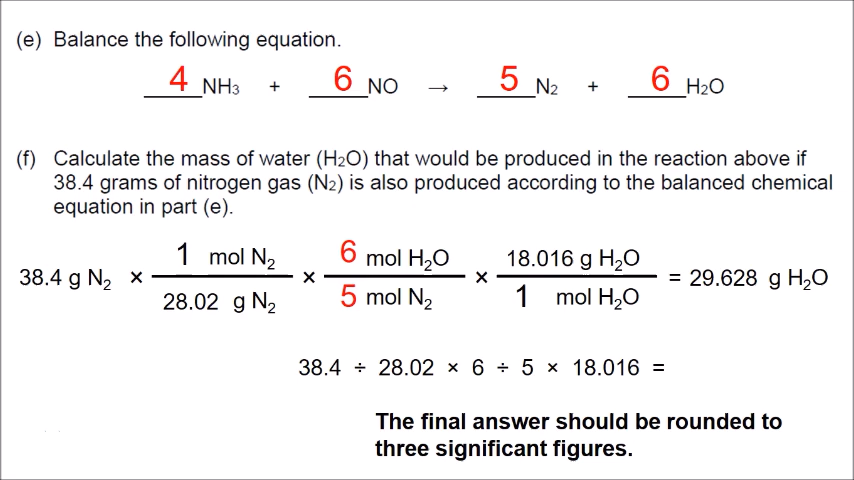 (e) Balance the following equation.
4 NH₃ + 6 NO → 5 N₂ + 6 H₂O
(f) Calculate the mass of water (H₂O) that would be produced in the reaction above if
38.4 grams of nitrogen gas (N₂) is also produced according to the balanced chemical
equation in part (e).
1 mol N₂ 6 mol H₂O 18.016 g H₂O
38.4 g N₂ × × × = 29.628 g H₂O
28.02 g N₂ 5 mol N₂ 1 mol H₂O
38.4 ÷ 28.02 × 6 ÷ 5 × 18.016 =
The final answer should be rounded to
three significant figures.